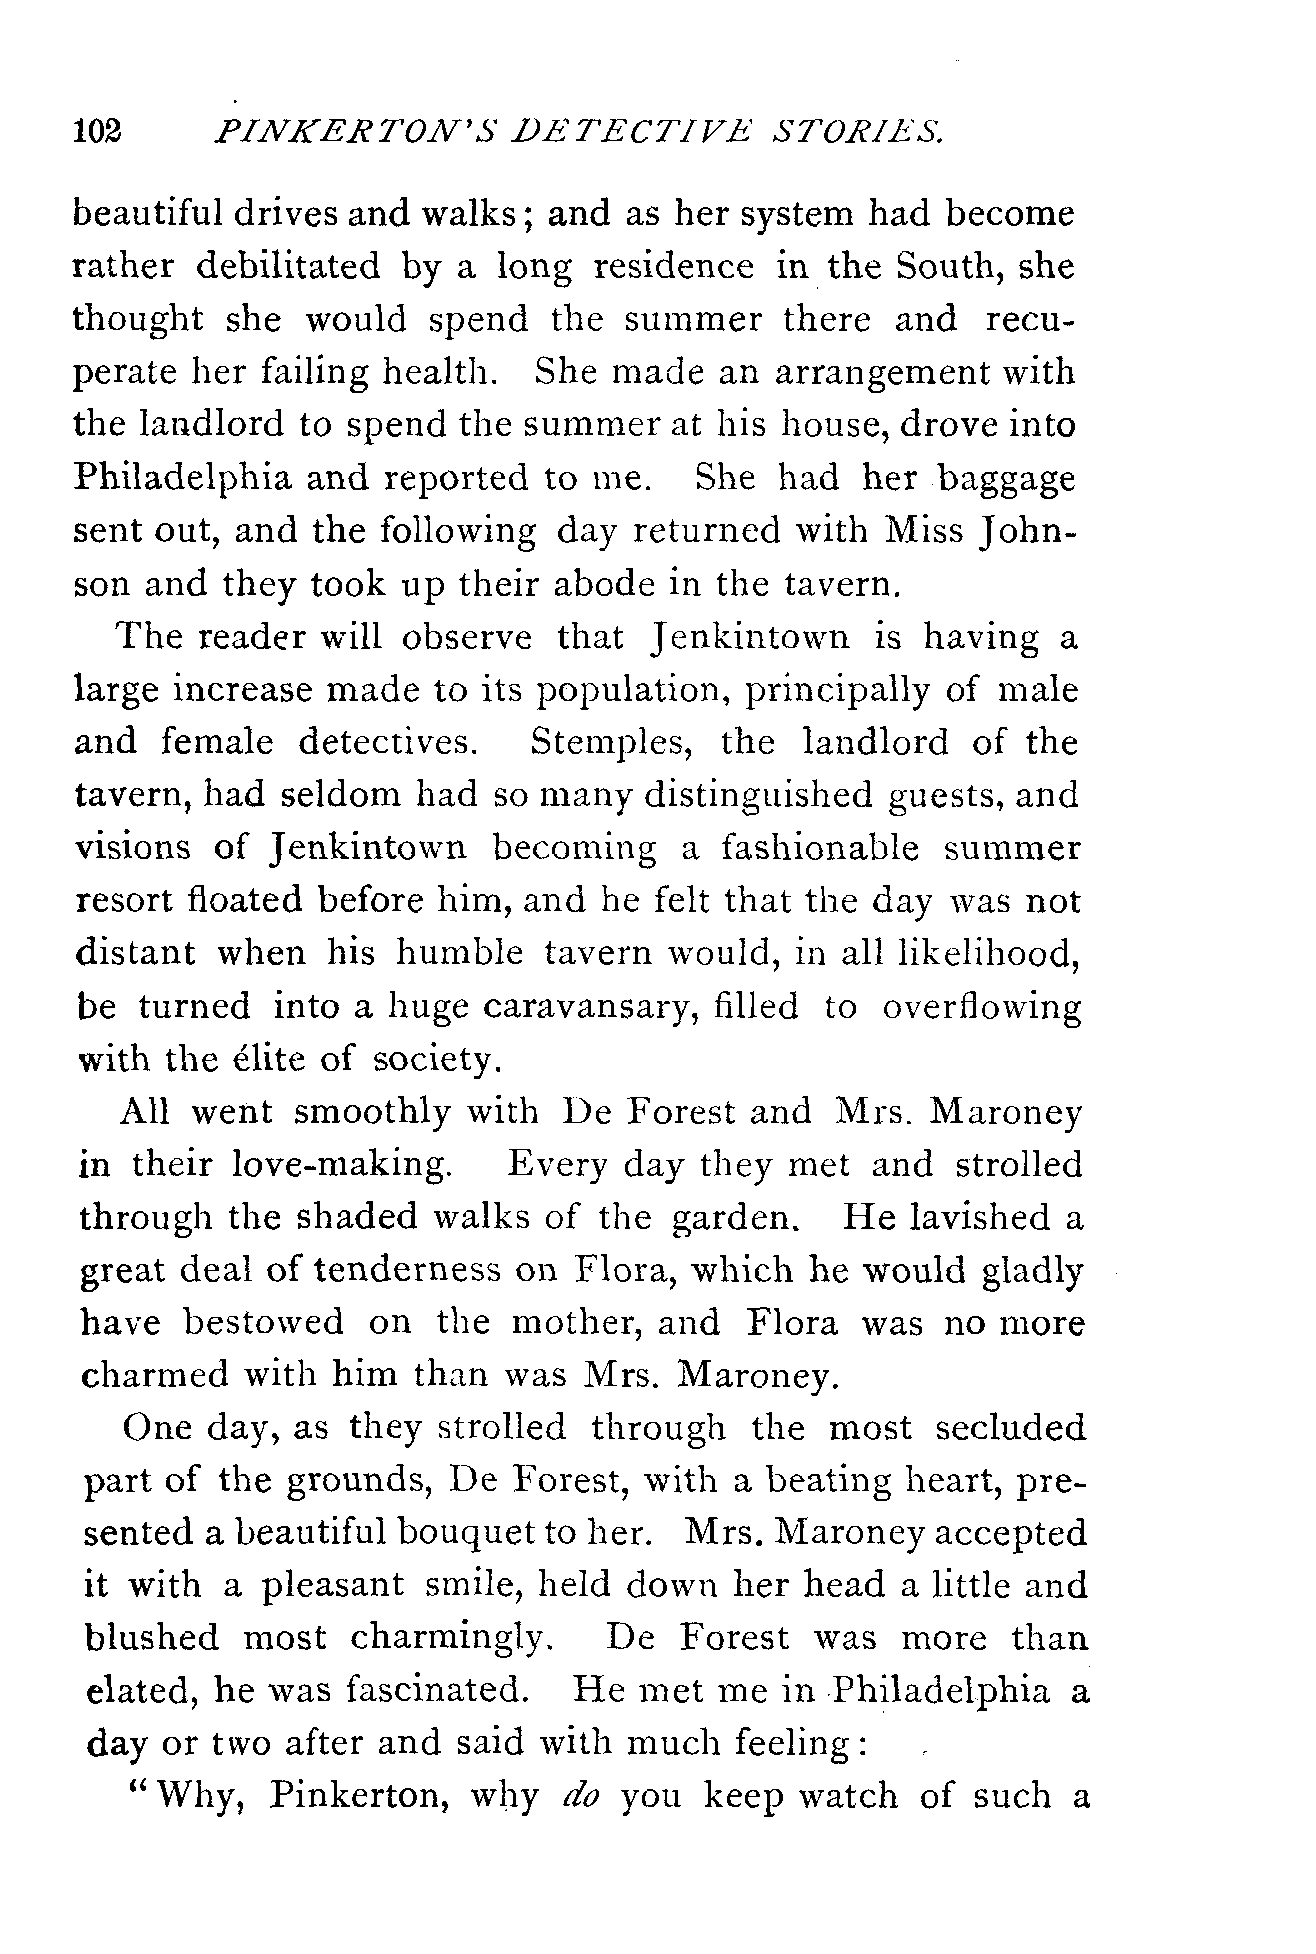 102 PINKERTON'S DETECTIVE STORIES.
beautiful drives and walks; and as her system had become
rather debilitated by a long residence in the South, she
thought she would spend the summer there and recu-
perate her failing health. She made an arrangement with
the landlord to spend the summer at his house, drove into
Philadelphia and reported to me. She had her baggage
sent out, and the following day returned with Miss John-
son and they took up their abode in the tavern.
The reader will observe that Jenkintown is having a
large increase made to its population, principally of male
and female detectives. Stemples, the landlord of the
tavern, had seldom had so many distinguished guests, and
visions of Jenkintown becoming a fashionable summer
resort floated before him, and he felt that the day was not
distant when his humble tavern would, in all likelihood,
be turned into a huge caravansary, filled to overflowing
with the élite of society.
All went smoothly with De Forest and Mrs. Maroney
in their love-making. Every day they met and strolled
through the shaded walks of the garden. He lavished a
great deal of tenderness on Flora, which he would gladly
have bestowed on the mother, and Flora was no more
charmed with him than was Mrs. Maroney.
One day, as they strolled through the most secluded
part of the grounds, De Forest, with a beating heart, pre-
sented a beautiful bouquet to her. Mrs. Maroney accepted
it with a pleasant smile, held down her head a little and
blushed most charmingly. De Forest was more than
elated, he was fascinated. He met me in Philadelphia a
day or two after and said with much feeling:
"Why, Pinkerton, why do you keep watch of such a